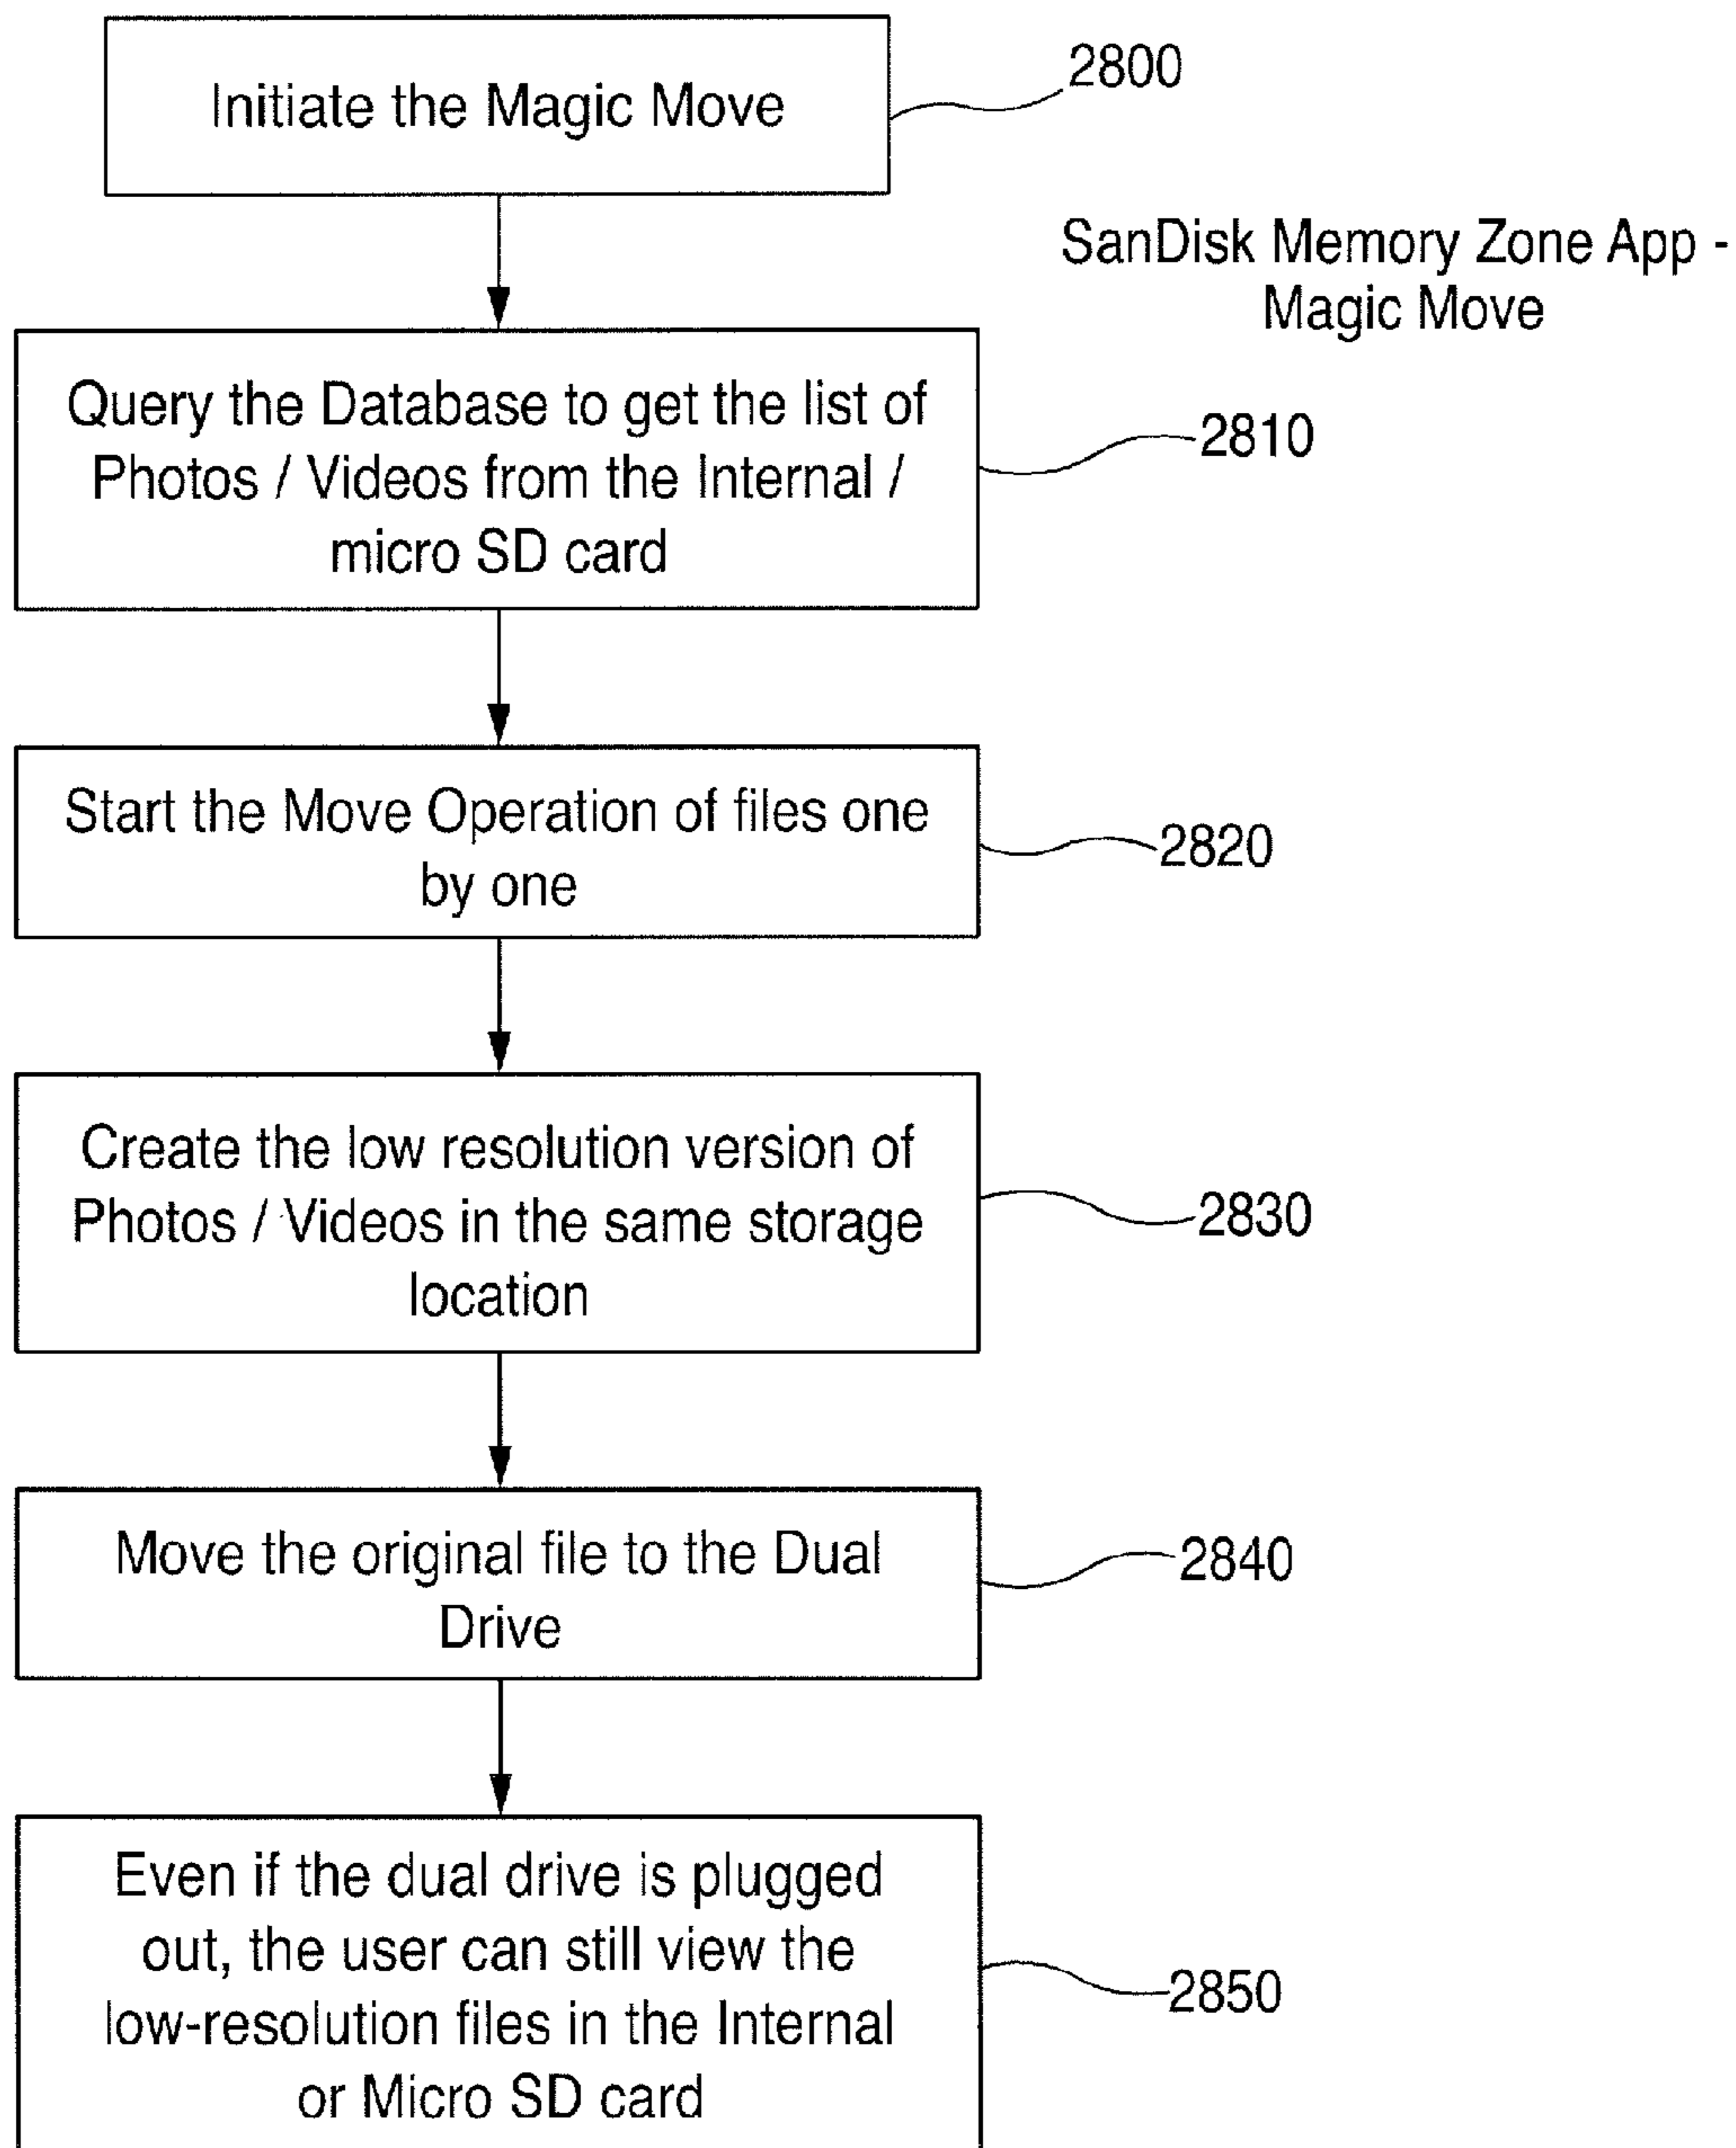 Initiate the Magic Move
2800
SanDisk Memory Zone App -
Magic Move
Query the Database to get the list of
Photos / Videos from the Internal /
micro SD card
2810
Start the Move Operation of files one
by one
2820
Create the low resolution version of
Photos / Videos in the same storage
location
2830
Move the original file to the Dual
Drive
2840
Even if the dual drive is plugged
out, the user can still view the
low-resolution files in the Internal
or Micro SD card
2850